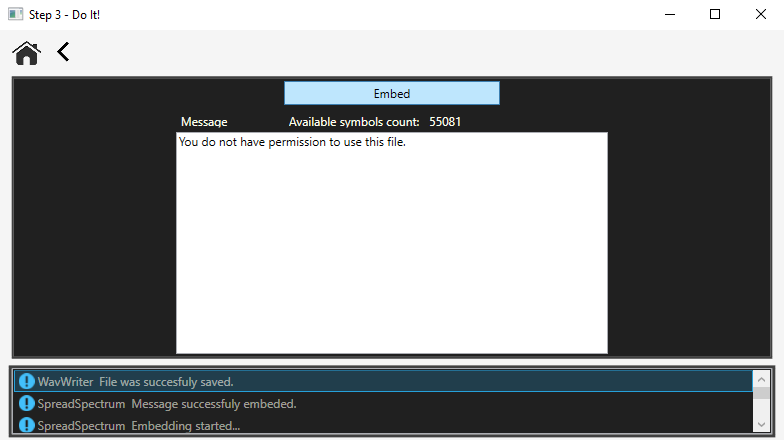 Step 3 - Do It!
Embed
Message Available symbols count: 55081
You do not have permission to use this file.
WavWriter File was succesfuly saved.
SpreadSpectrum Message successfuly embeded.
SpreadSpectrum Embedding started...